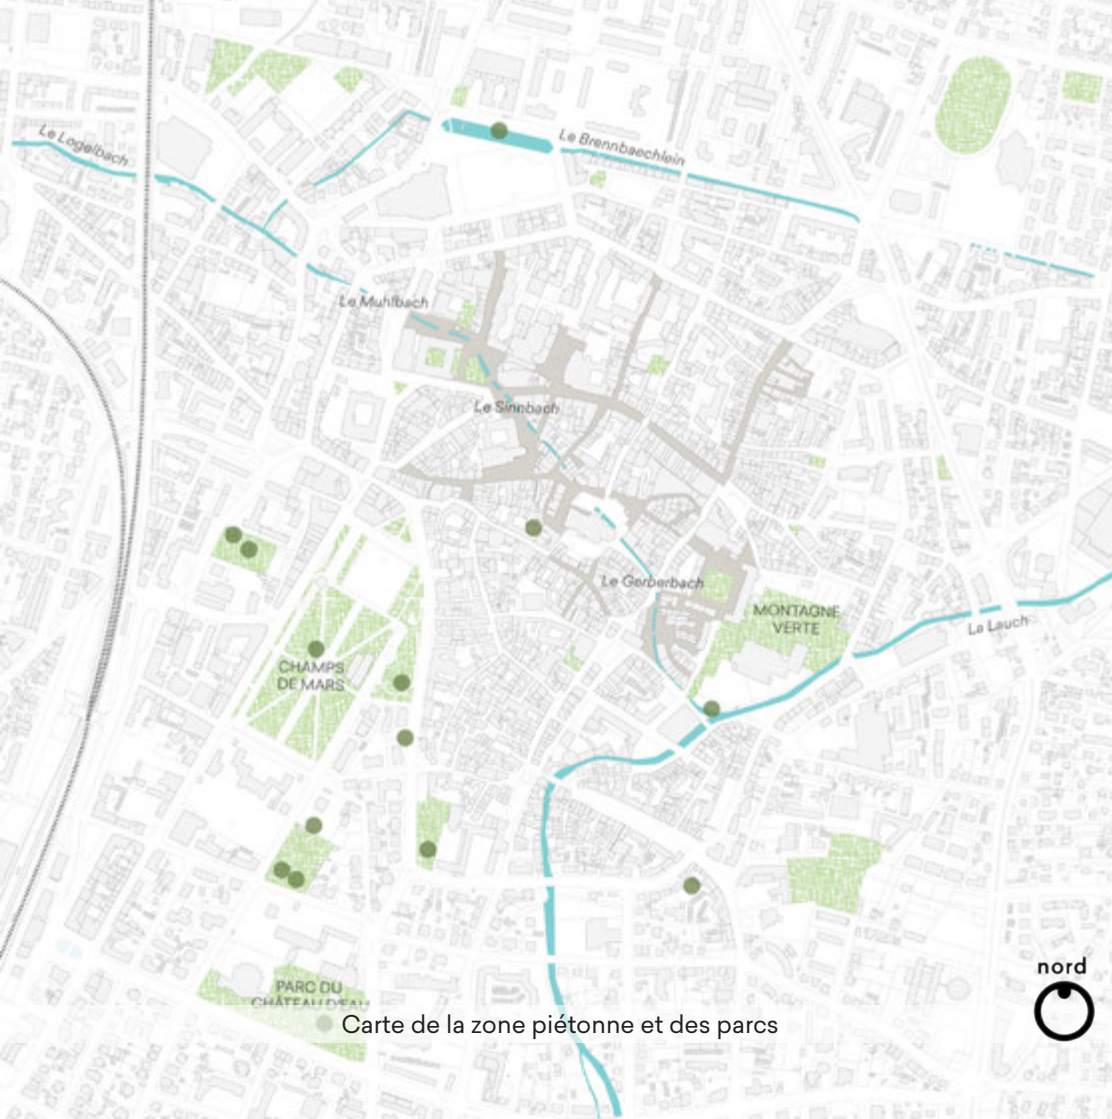 Le Logelbach
Le Brennbaechlein
Le Muhlbach
Le Sinnbach
Le Gerberbach
MONTAGNE
VERTE
La Lauch
CHAMPS
DE MARS
nord
PARC DU
CHÂTEAU D'EAU
Carte de la zone piétonne et des parcs